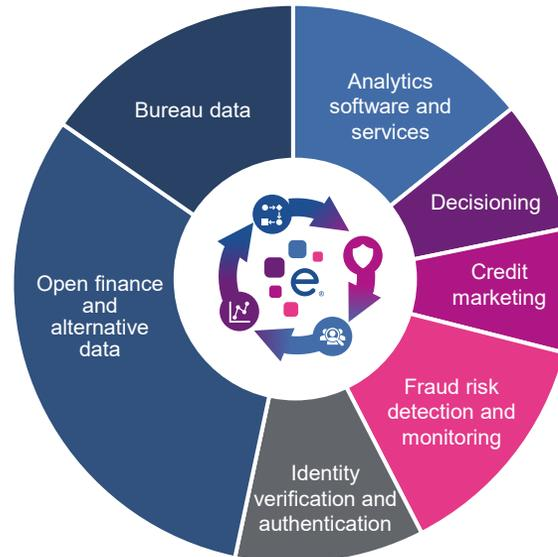 Analytics
software and
services
Decisioning
Credit
marketing
Fraud risk
detection and
monitoring
Identity
verification and
authentication
Open finance
and
alternative
data
Bureau data
e®